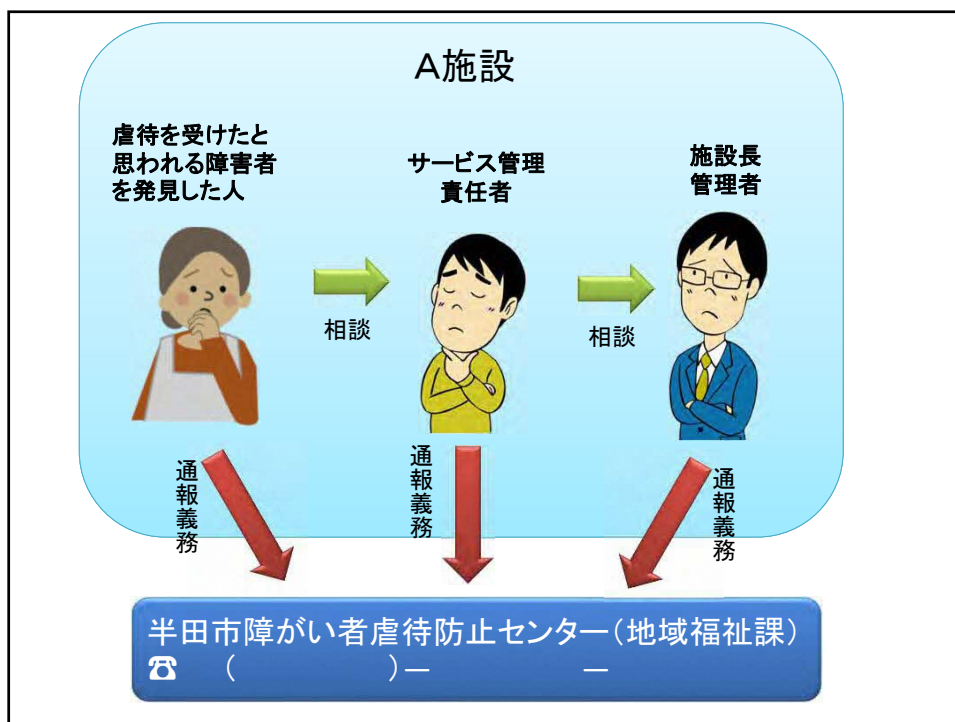 A施設
虐待を受けたと
思われる障害者
を発見した人
サービス管理
責任者
施設長
管理者
相談
相談
通報義務
通報義務
通報義務
半田市障がい者虐待防止センター(地域福祉課)
☎ ( )― ―